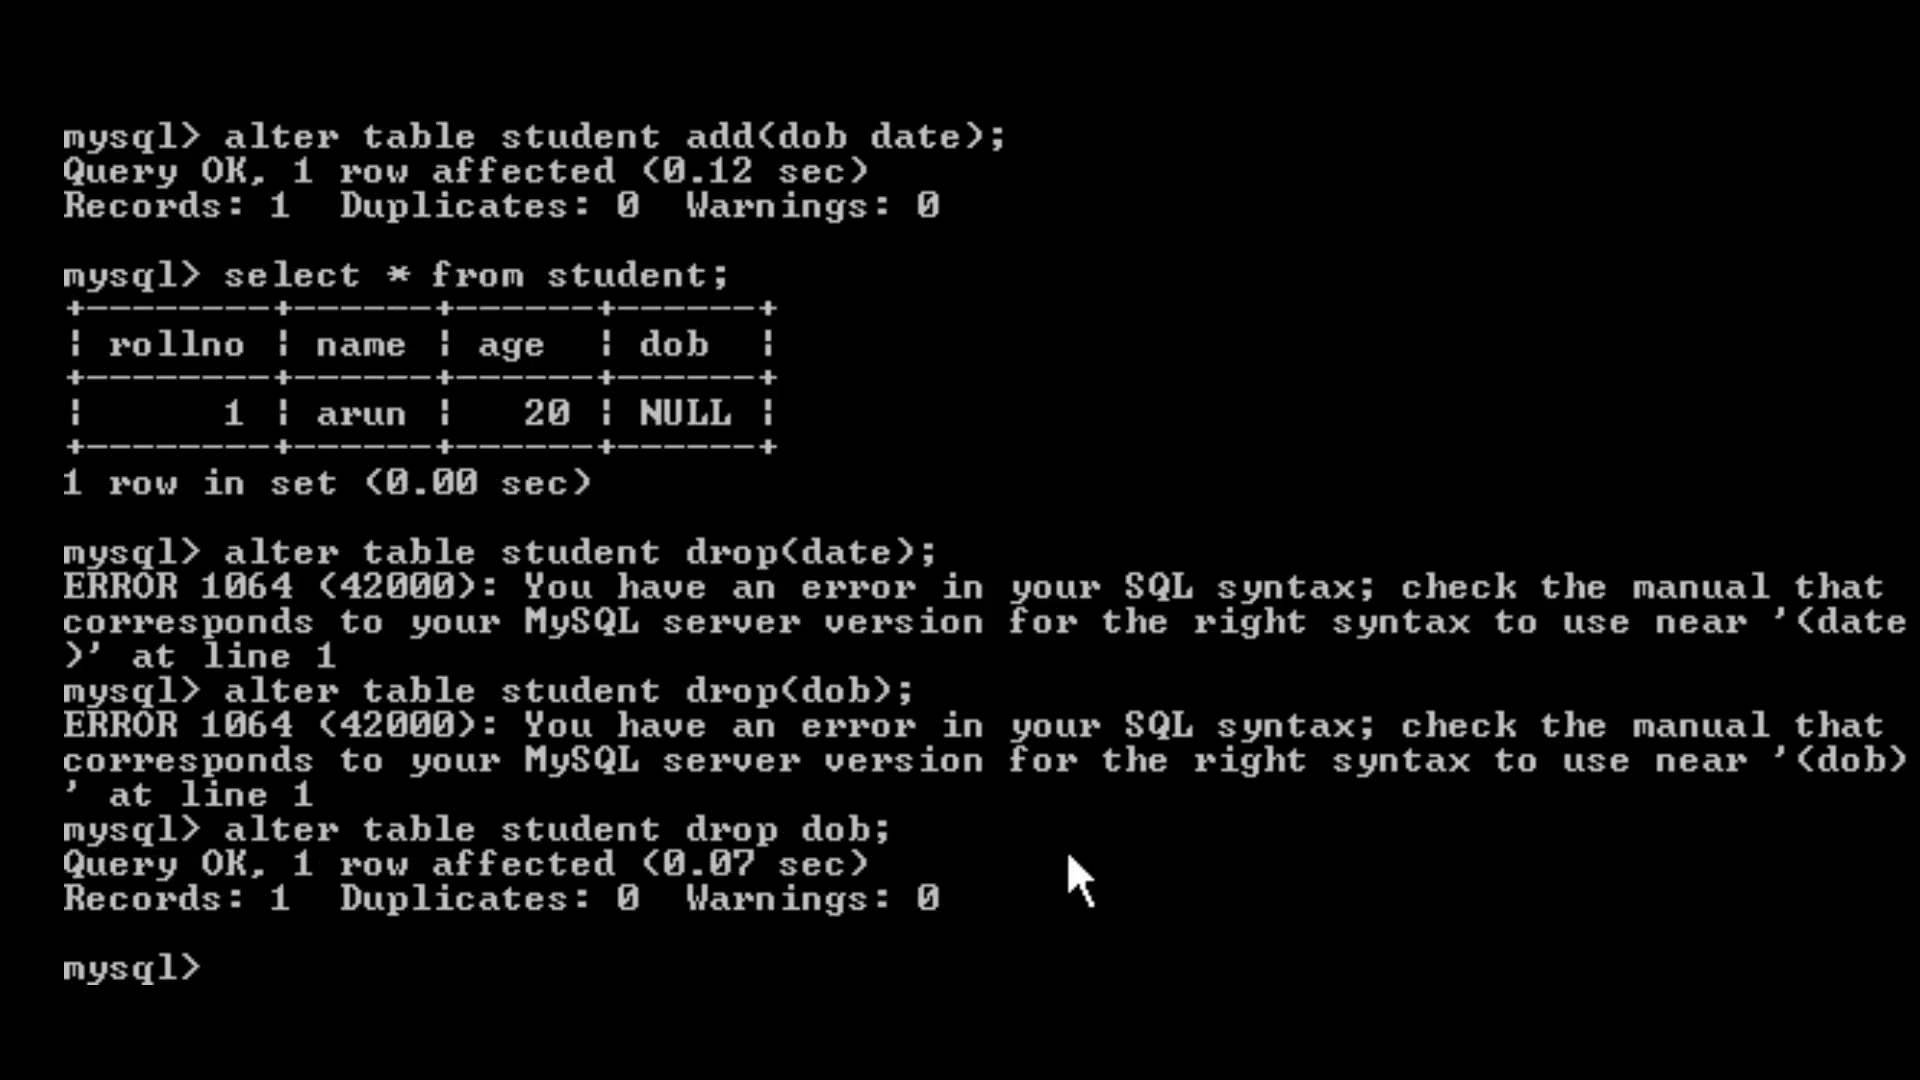 mysql> alter table student add(dob date);
Query OK, 1 row affected (0.12 sec)
Records: 1  Duplicates: 0  Warnings: 0
mysql> select * from student;
+--------+------+------+------+
| rollno | name | age  | dob  |
+--------+------+------+------+
|      1 | arun |   20 | NULL |
+--------+------+------+------+
1 row in set (0.00 sec)
mysql> alter table student drop(date);
ERROR 1064 (42000): You have an error in your SQL syntax; check the manual that
corresponds to your MySQL server version for the right syntax to use near '(date
)' at line 1
mysql> alter table student drop(dob);
ERROR 1064 (42000): You have an error in your SQL syntax; check the manual that
corresponds to your MySQL server version for the right syntax to use near '(dob)
' at line 1
mysql> alter table student drop dob;
Query OK, 1 row affected (0.07 sec)
Records: 1  Duplicates: 0  Warnings: 0
mysql>